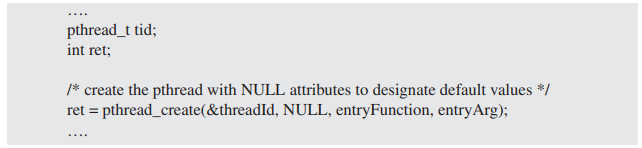 ....
pthread_t tid;
int ret;
/* create the pthread with NULL attributes to designate default values */
ret = pthread_create(&threadId, NULL, entryFunction, entryArg);
....